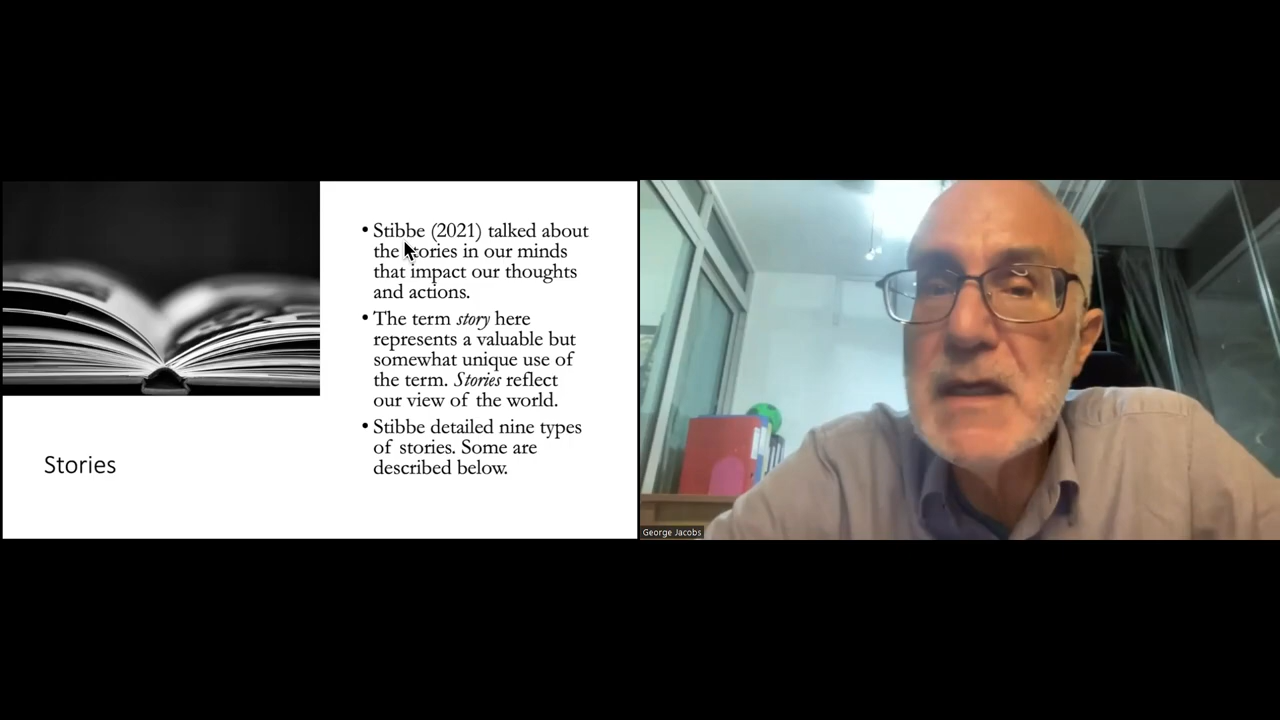 • Stibbe (2021) talked about
the stories in our minds
that impact our thoughts
and actions.
• The term story here
represents a valuable but
somewhat unique use of
the term. Stories reflect
our view of the world.
• Stibbe detailed nine types
of stories. Some are
described below.
Stories
George Jacobs